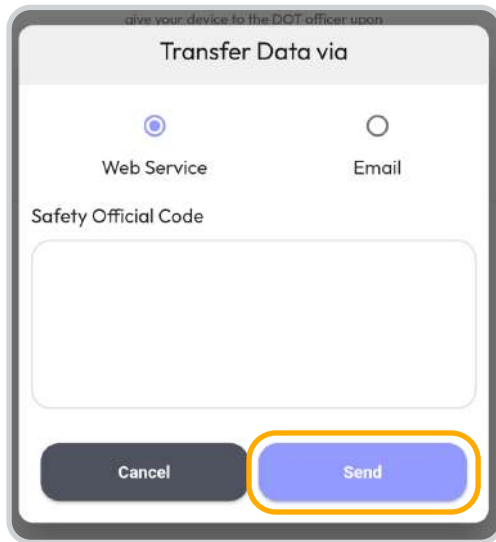 give your device to the DOT officer upon
Transfer Data via
Web Service Email
Safety Official Code
Cancel Send